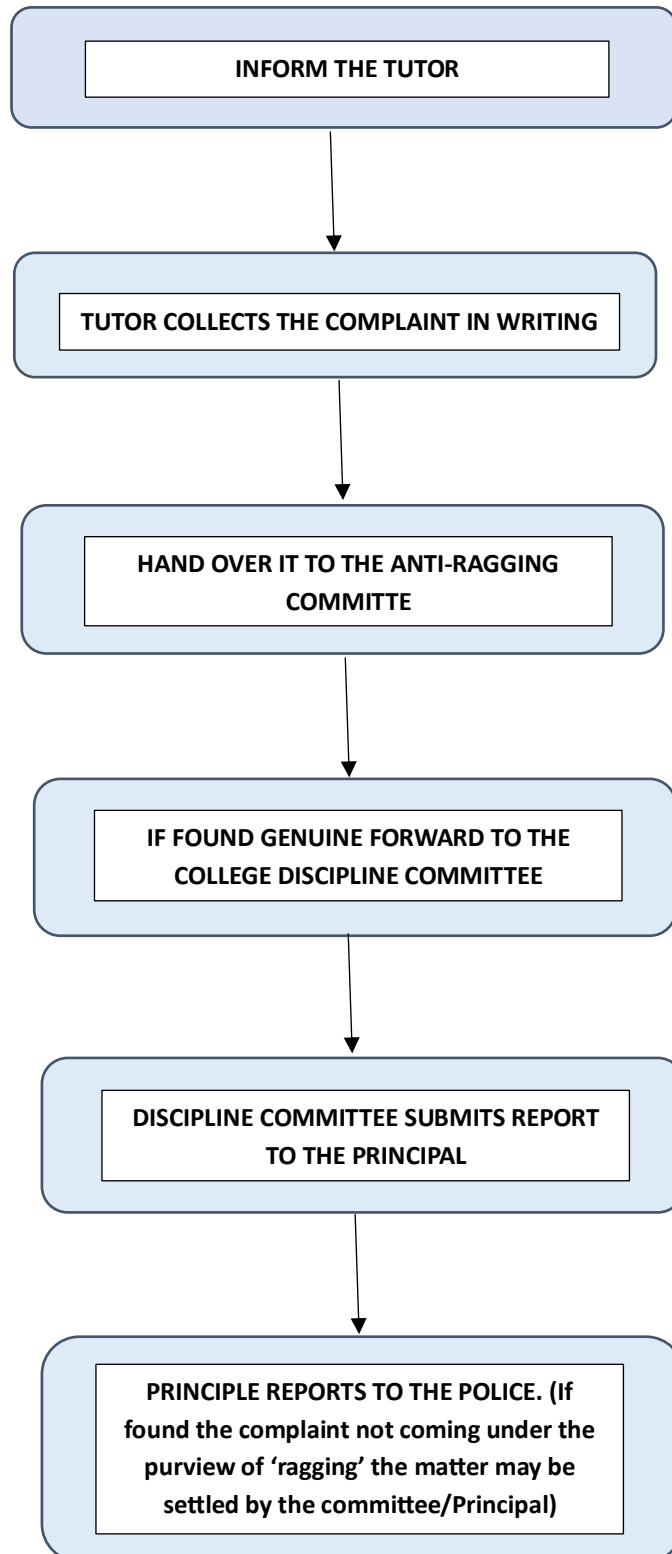 INFORM THE TUTOR
TUTOR COLLECTS THE COMPLAINT IN WRITING
HAND OVER IT TO THE ANTI-RAGGING
COMMITTE
IF FOUND GENUINE FORWARD TO THE
COLLEGE DISCIPLINE COMMITTEE
DISCIPLINE COMMITTEE SUBMITS REPORT
TO THE PRINCIPAL
PRINCIPLE REPORTS TO THE POLICE. (If
found the complaint not coming under the
purview of ‘ragging’ the matter may be
settled by the committee/Principal)